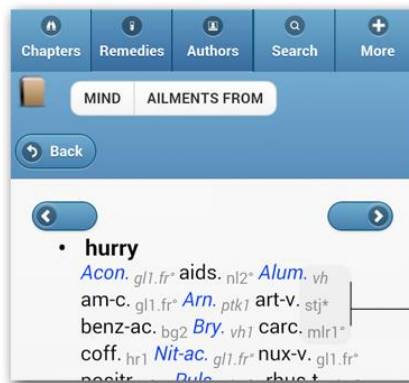 Chapters Remedies Authors Search More
MIND AILMENTS FROM
Back
• hurry
Acon. gl1.fr° aids. nl2° Alum. vh
am-c. gl1.fr° Arn. ptk1 art-v. stj*
benz-ac. bg2 Bry. vh1 carc. mlr1°
coff. hr1 Nit-ac. gl1.fr° nux-v. gl1.fr°